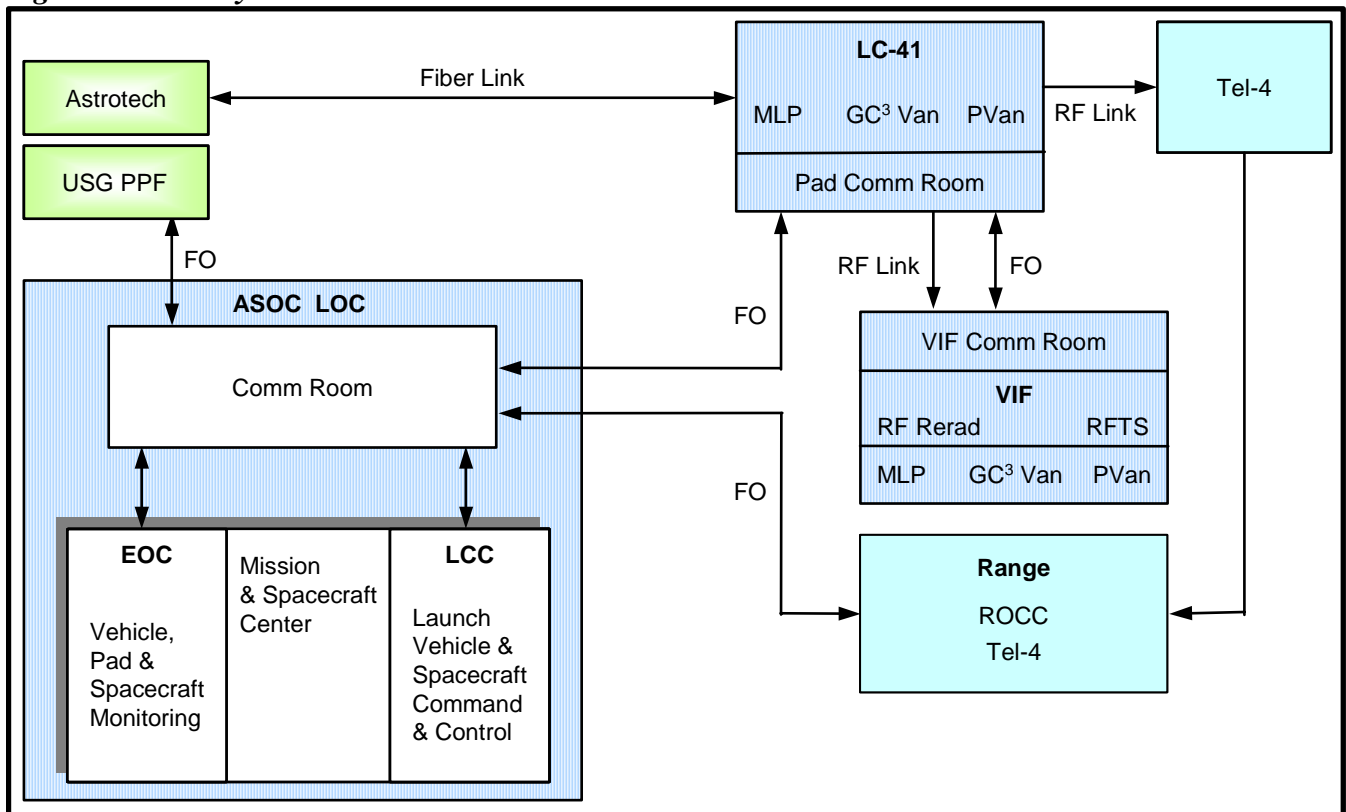 LC-41
MLP GC³ Van PVan
Pad Comm Room
Astrotech
Fiber Link
RF Link
Tel-4
USG PPF
FO
RF Link
FO
ASOC LOC
Comm Room
FO
VIF Comm Room
VIF
RF Rerad RFTS
MLP GC³ Van PVan
FO
EOC
Vehicle,
Pad &
Spacecraft
Monitoring
Mission
& Spacecraft
Center
LCC
Launch
Vehicle &
Spacecraft
Command
& Control
Range
ROCC
Tel-4